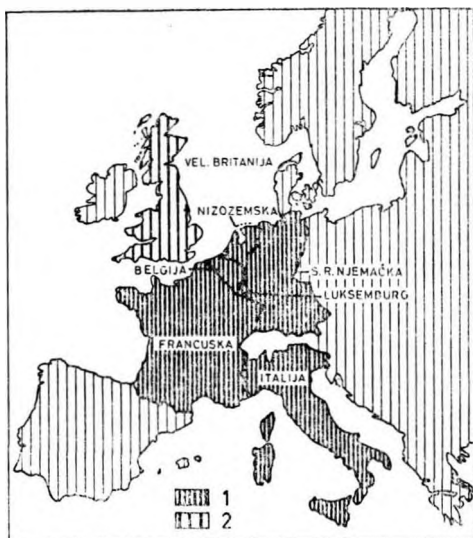 VEL. BRITANIJA
NIZOZEMSKA
BELGIJA
S.R. NJEMAČKA
LUKSEMBURG
FRANCUSKA
ITALIJA
1
2